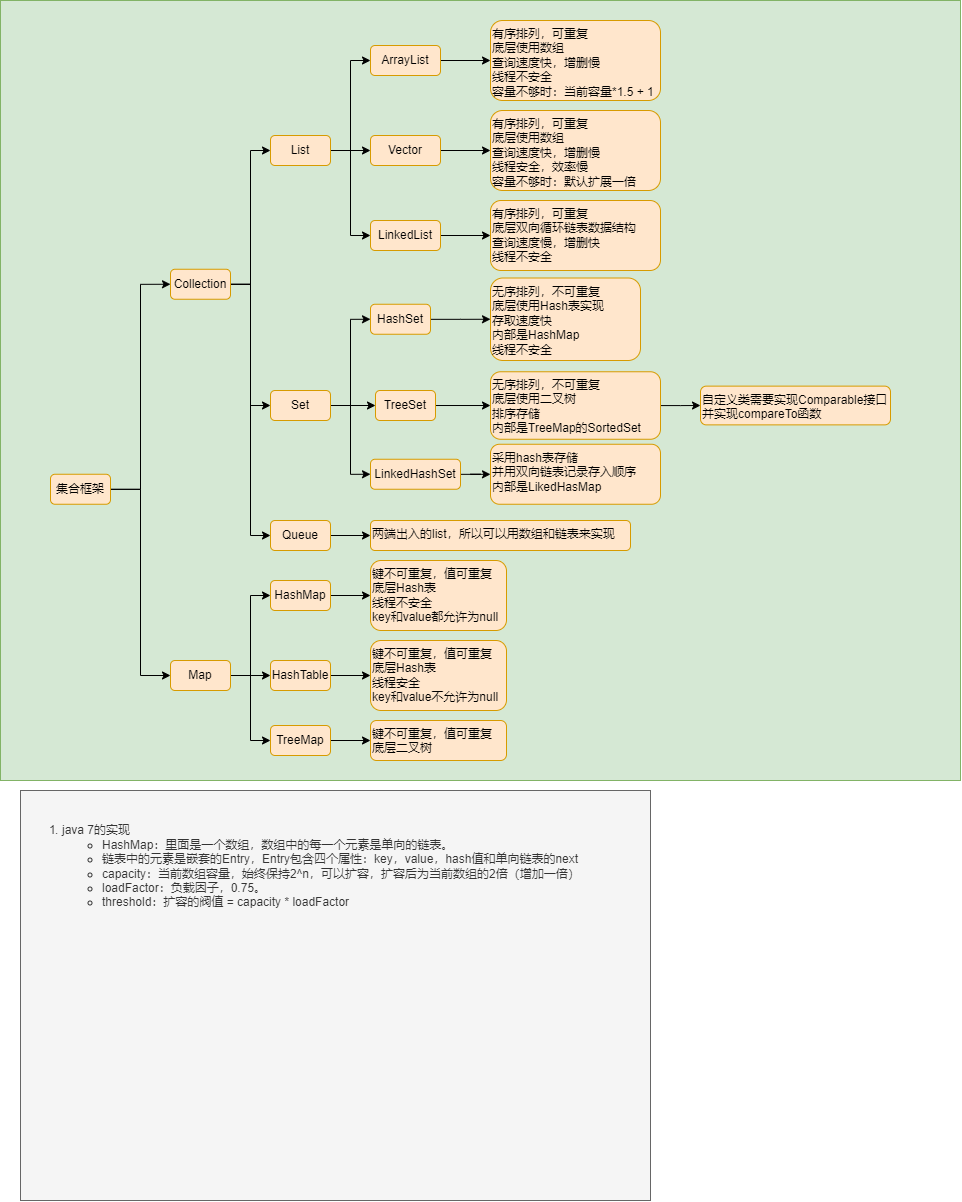 集合框架
Collection
List
ArrayList
有序排列，可重复
底层使用数组
查询速度快，增删慢
线程不安全
容量不够时：当前容量*1.5 + 1
Vector
有序排列，可重复
底层使用数组
查询速度快，增删慢
线程安全，效率慢
容量不够时：默认扩展一倍
LinkedList
有序排列，可重复
底层双向循环链表数据结构
查询速度慢，增删快
线程不安全
Set
HashSet
无序排列，不可重复
底层使用Hash表实现
存取速度快
内部是HashMap
线程不安全
TreeSet
无序排列，不可重复
底层使用二叉树
排序存储
内部是TreeMap的SortedSet
自定义类需要实现Comparable接口
并实现compareTo函数
LinkedHashSet
采用hash表存储
并用双向链表记录存入顺序
内部是LikedHasMap
Queue
两端出入的list，所以可以用数组和链表来实现
Map
HashMap
键不可重复，值可重复
底层Hash表
线程不安全
key和value都允许为null
HashTable
键不可重复，值可重复
底层Hash表
线程安全
key和value不允许为null
TreeMap
键不可重复，值可重复
底层二叉树
1. java 7的实现
HashMap：里面是一个数组，数组中的每一个元素是单向的链表。
链表中的元素是嵌套的Entry，Entry包含四个属性：key，value，hash值和单向链表的next
capacity：当前数组容量，始终保持2^n，可以扩容，扩容后为当前数组的2倍（增加一倍）
loadFactor：负载因子，0.75。
threshold：扩容的阀值 = capacity * loadFactor